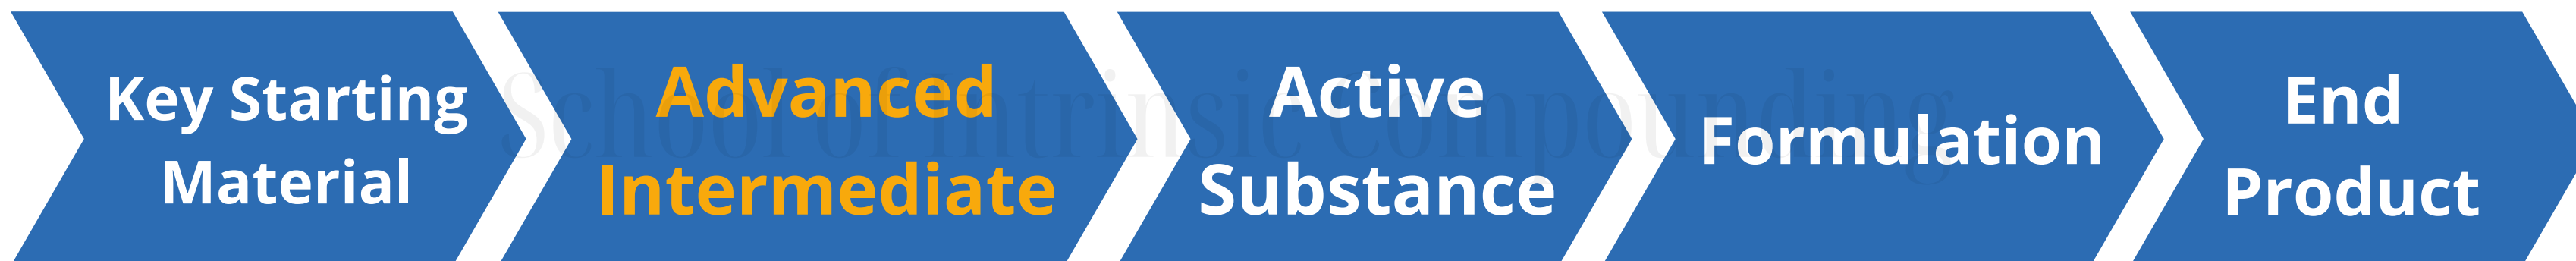 Key Starting
Material
Advanced
Intermediate
Active
Substance
Formulation
End
Product
School of Intrinsic Compounding